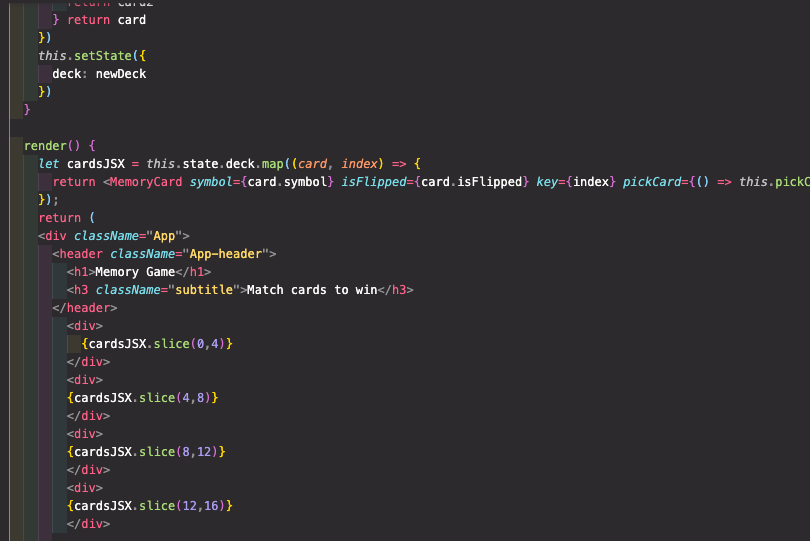 return card2
} return card
})
this.setState({
deck: newDeck
})
}
render() {
let cardsJSX = this.state.deck.map((card, index) => {
return <MemoryCard symbol={card.symbol} isFlipped={card.isFlipped} key={index} pickCard={() => this.pickC
});
return (
<div className="App">
<header className="App-header">
<h1>Memory Game</h1>
<h3 className="subtitle">Match cards to win</h3>
</header>
<div>
{cardsJSX.slice(0,4)}
</div>
<div>
{cardsJSX.slice(4,8)}
</div>
<div>
{cardsJSX.slice(8,12)}
</div>
<div>
{cardsJSX.slice(12,16)}
</div>